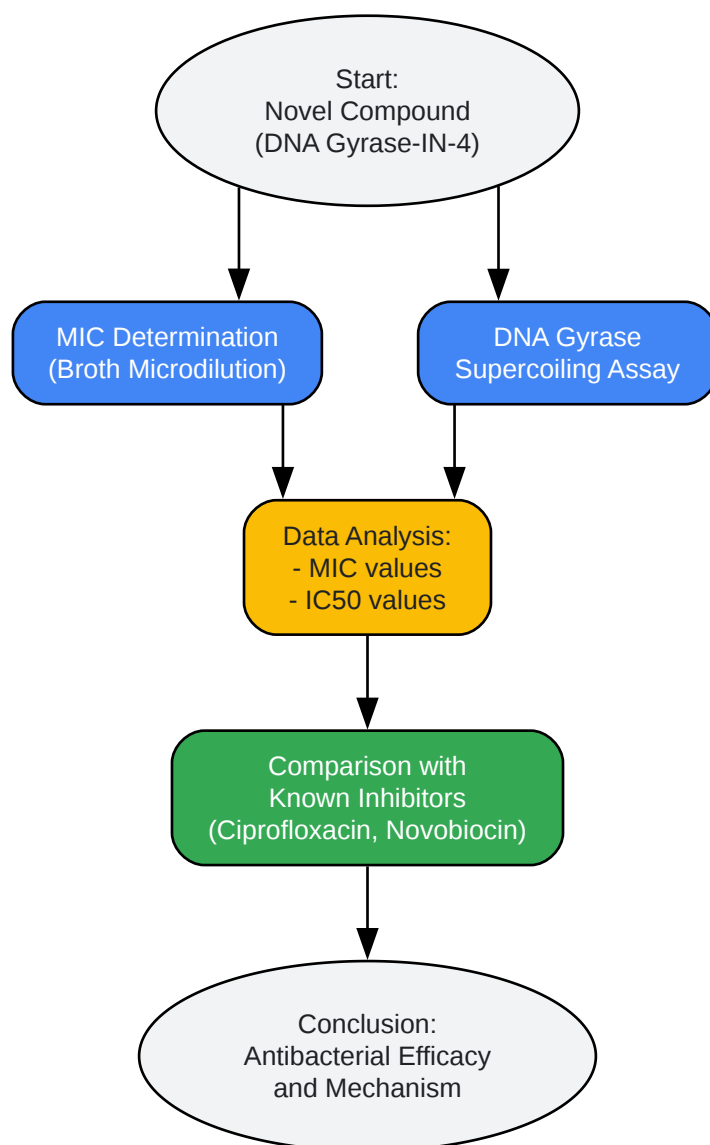 Start:
Novel Compound
(DNA Gyrase-IN-4)
MIC Determination
(Broth Microdilution)
DNA Gyrase
Supercoiling Assay
Data Analysis:
- MIC values
- IC50 values
Comparison with
Known Inhibitors
(Ciprofloxacin, Novobiocin)
Conclusion:
Antibacterial Efficacy
and Mechanism